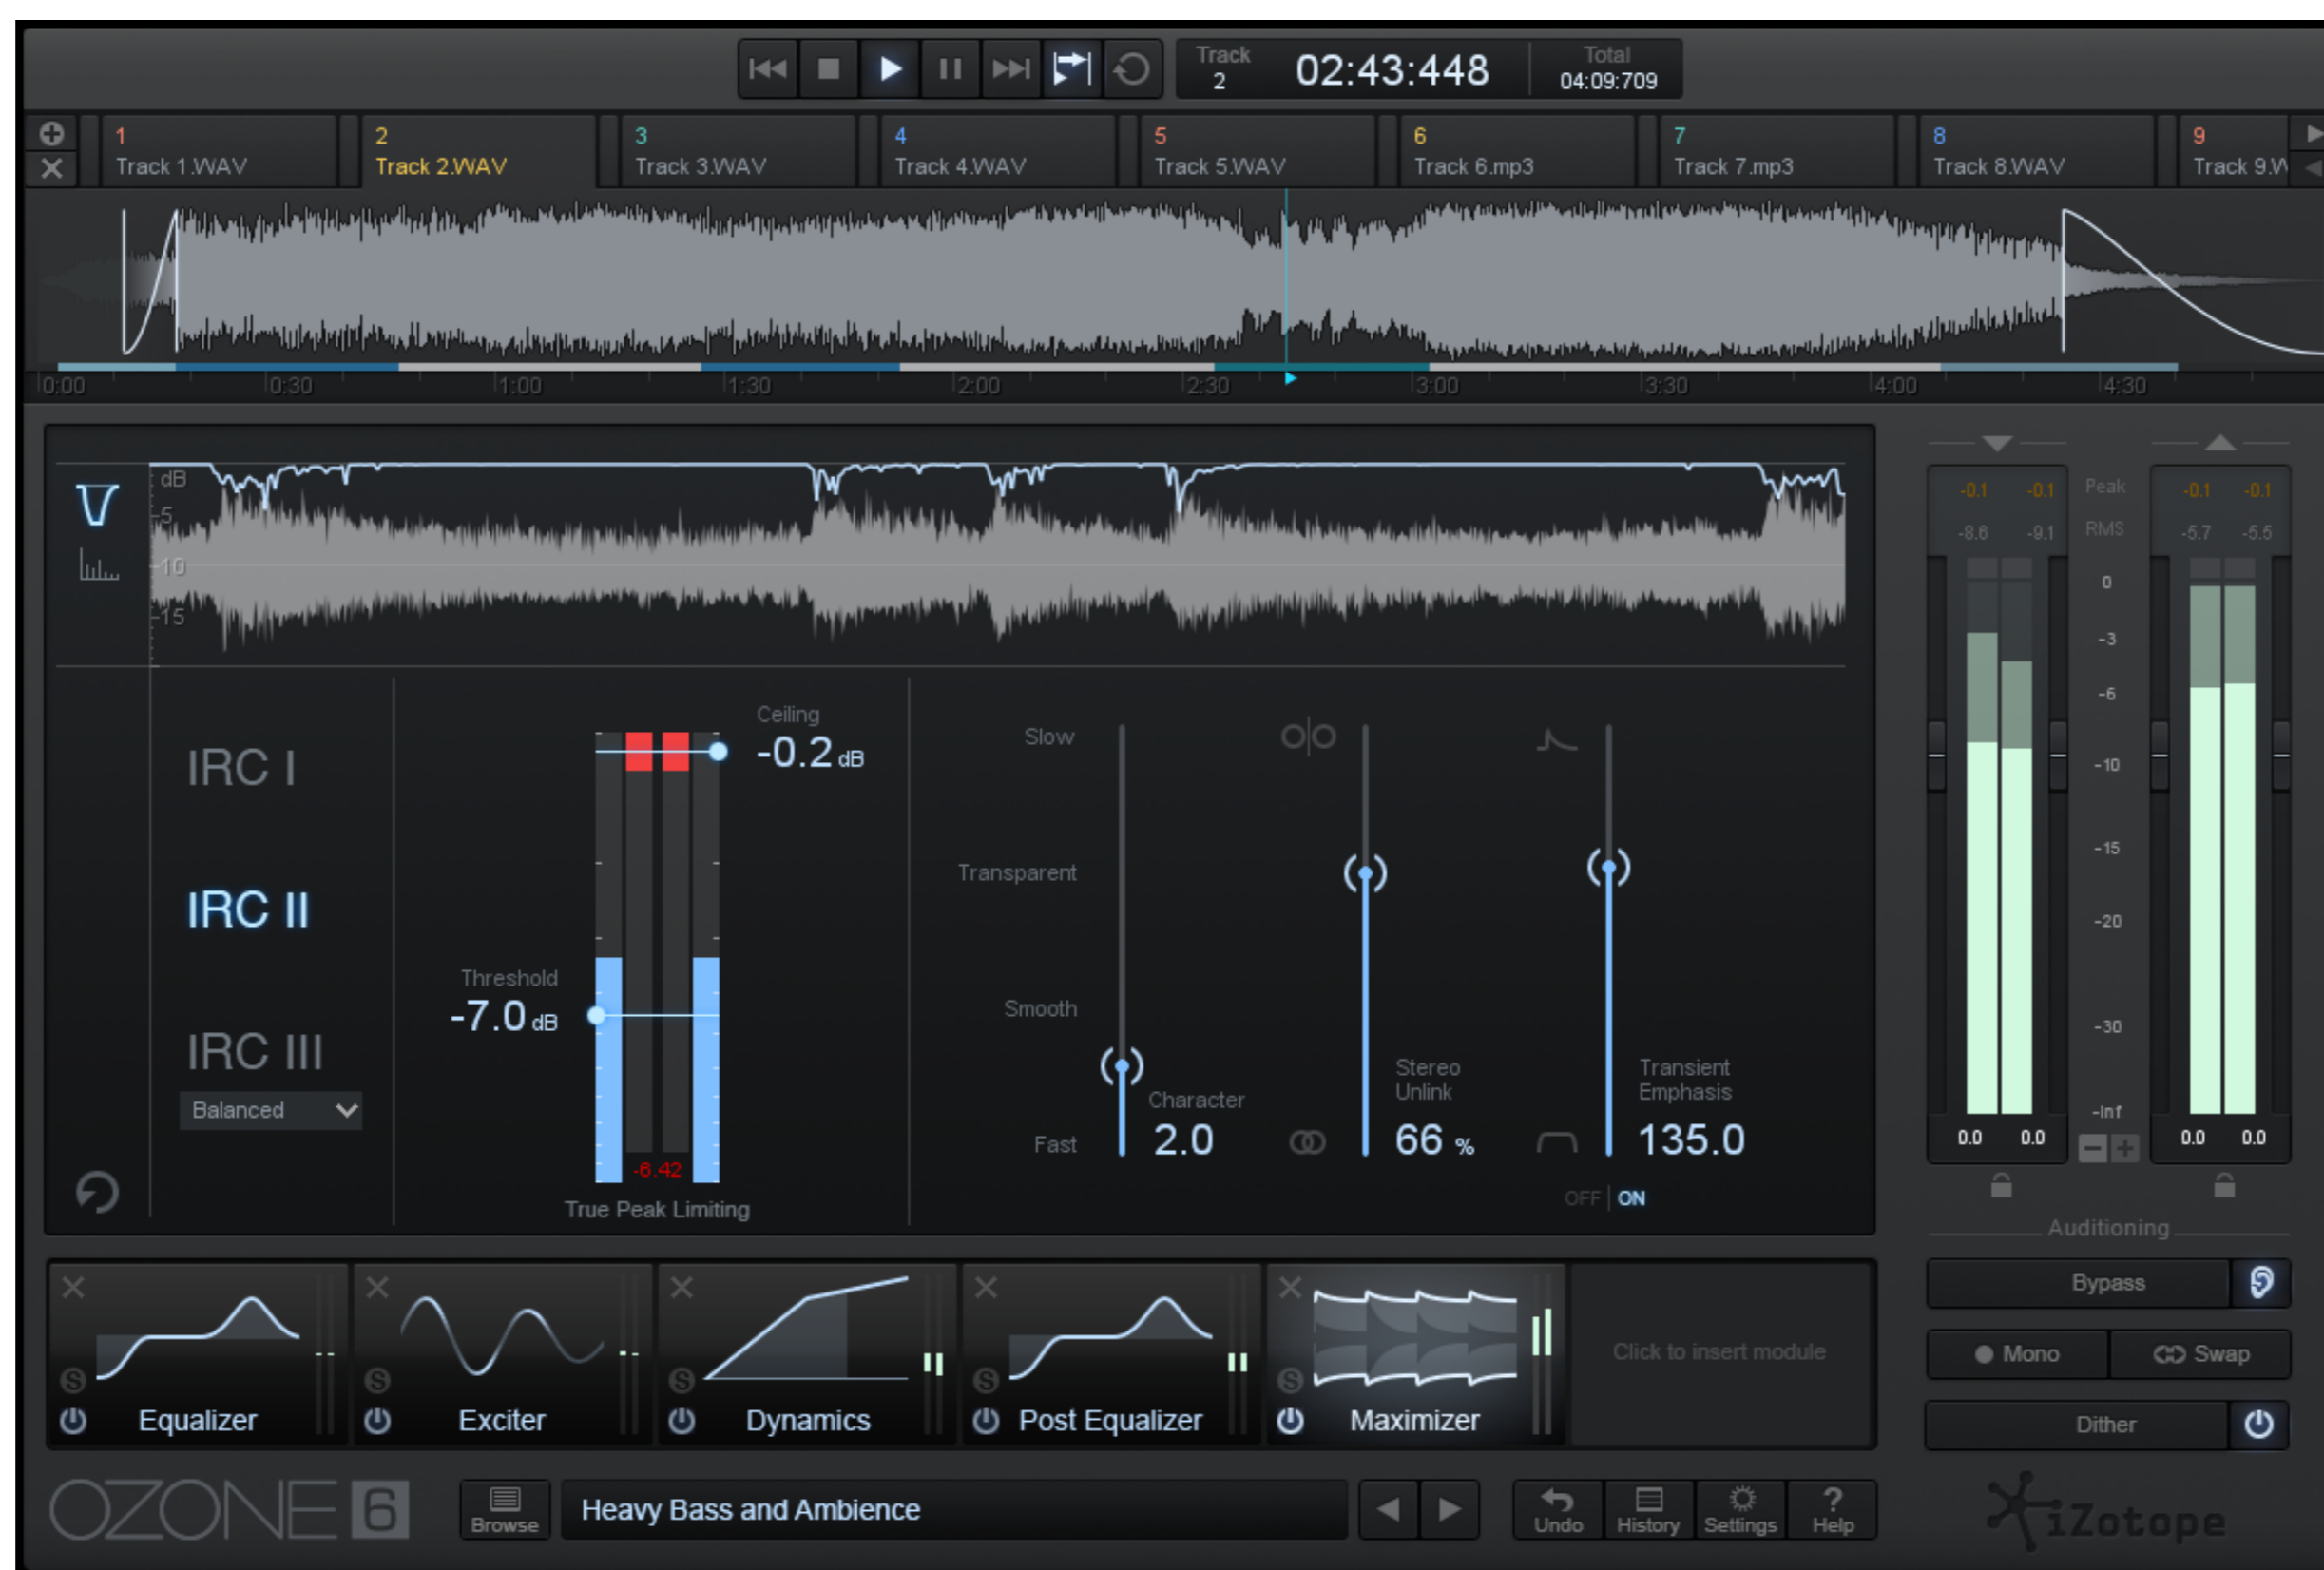 Track
2
02:43:448
Total
04:09:709
1 2 3 4 5 6 7 8 9
Track 1.WAV Track 2.WAV Track 3.WAV Track 4.WAV Track 5.WAV Track 6.mp3 Track 7.mp3 Track 8.WAV Track 9.W
0:00 0:30 1:00 1:30 2:00 2:30 3:00 3:30 4:00 4:30
dB
-5
-10
-15
IRC I
IRC II
IRC III
Balanced
Ceiling
-0.2 dB
Threshold
-7.0 dB
-6.42
True Peak Limiting
Slow
Transparent
Smooth
Fast
Character
2.0
Stereo
Unlink
66 %
Transient
Emphasis
135.0
OFF ON
-0.1 -0.1 Peak -0.1 -0.1
-8.6 -9.1 RMS -5.7 -5.5
0
-3
-6
-10
-15
-20
-30
-Inf
0.0 0.0 0.0 0.0
Auditioning
Bypass
Mono Swap
Dither
S S S S S
Equalizer Exciter Dynamics Post Equalizer Maximizer
Click to insert module
OZONE 6
Browse
Heavy Bass and Ambience
Undo History Settings Help
iZotope